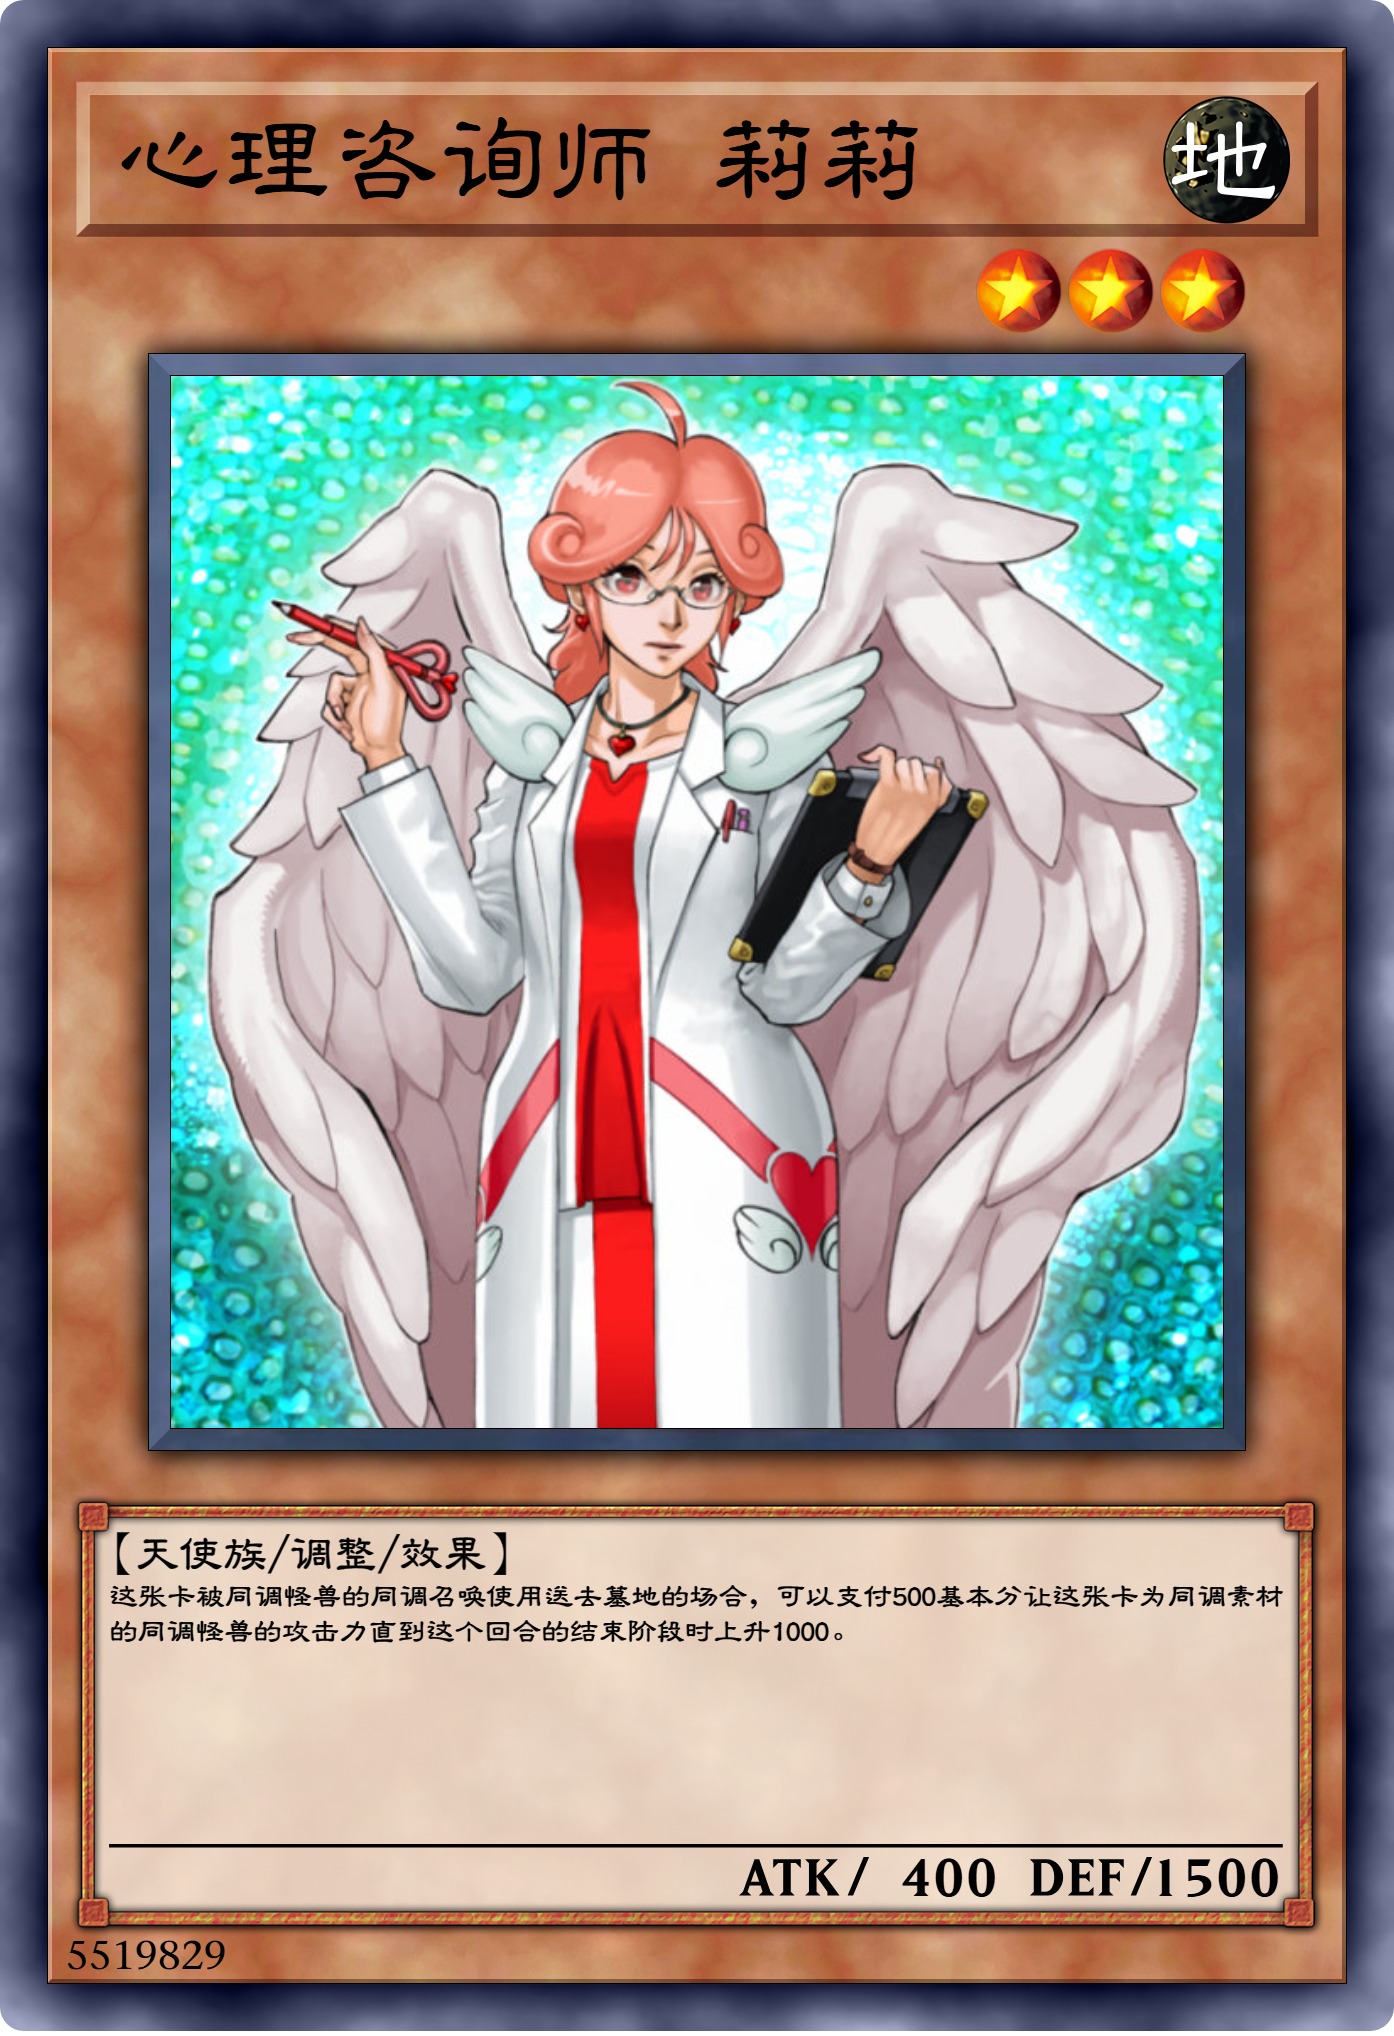 心理咨询师 莉莉
地
【天使族/调整/效果】
这张卡被同调怪兽的同调召唤使用送去墓地的场合，可以支付500基本分让这张卡为同调素材
的同调怪兽的攻击力直到这个回合的结束阶段时上升1000。
ATK/ 400 DEF/1500
5519829